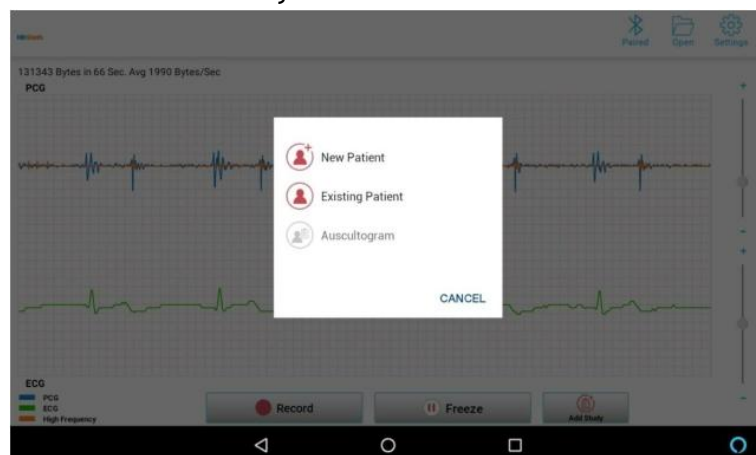 Paired
Open
Settings
131343 Bytes in 66 Sec. Avg 1990 Bytes/Sec
PCG
+
New Patient
Existing Patient
Auscultogram
-
+
CANCEL
ECG
PCG
ECG
High Frequency
Record
Freeze
Add Study
-